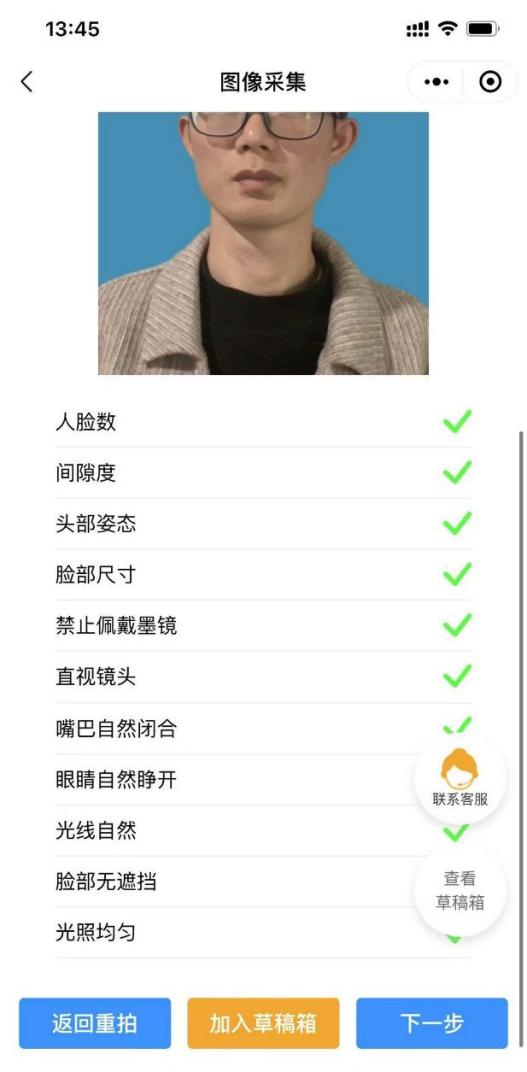 13:45
图像采集
人脸数
间隙度
头部姿态
脸部尺寸
禁止佩戴墨镜
直视镜头
嘴巴自然闭合
眼睛自然睁开
联系客服
光线自然
脸部无遮挡
查看
草稿箱
光照均匀
返回重拍
加入草稿箱
下一步